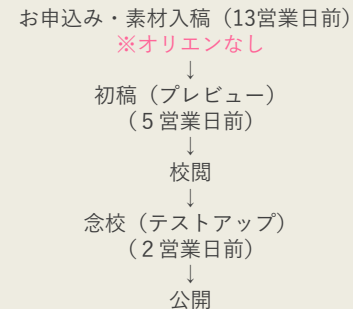 お申込み・素材入稿（13営業日前）
※オリエンなし
↓
初稿（プレビュー）
（５営業日前）
↓
校閲
↓
念校（テストアップ）
（２営業日前）
↓
公開